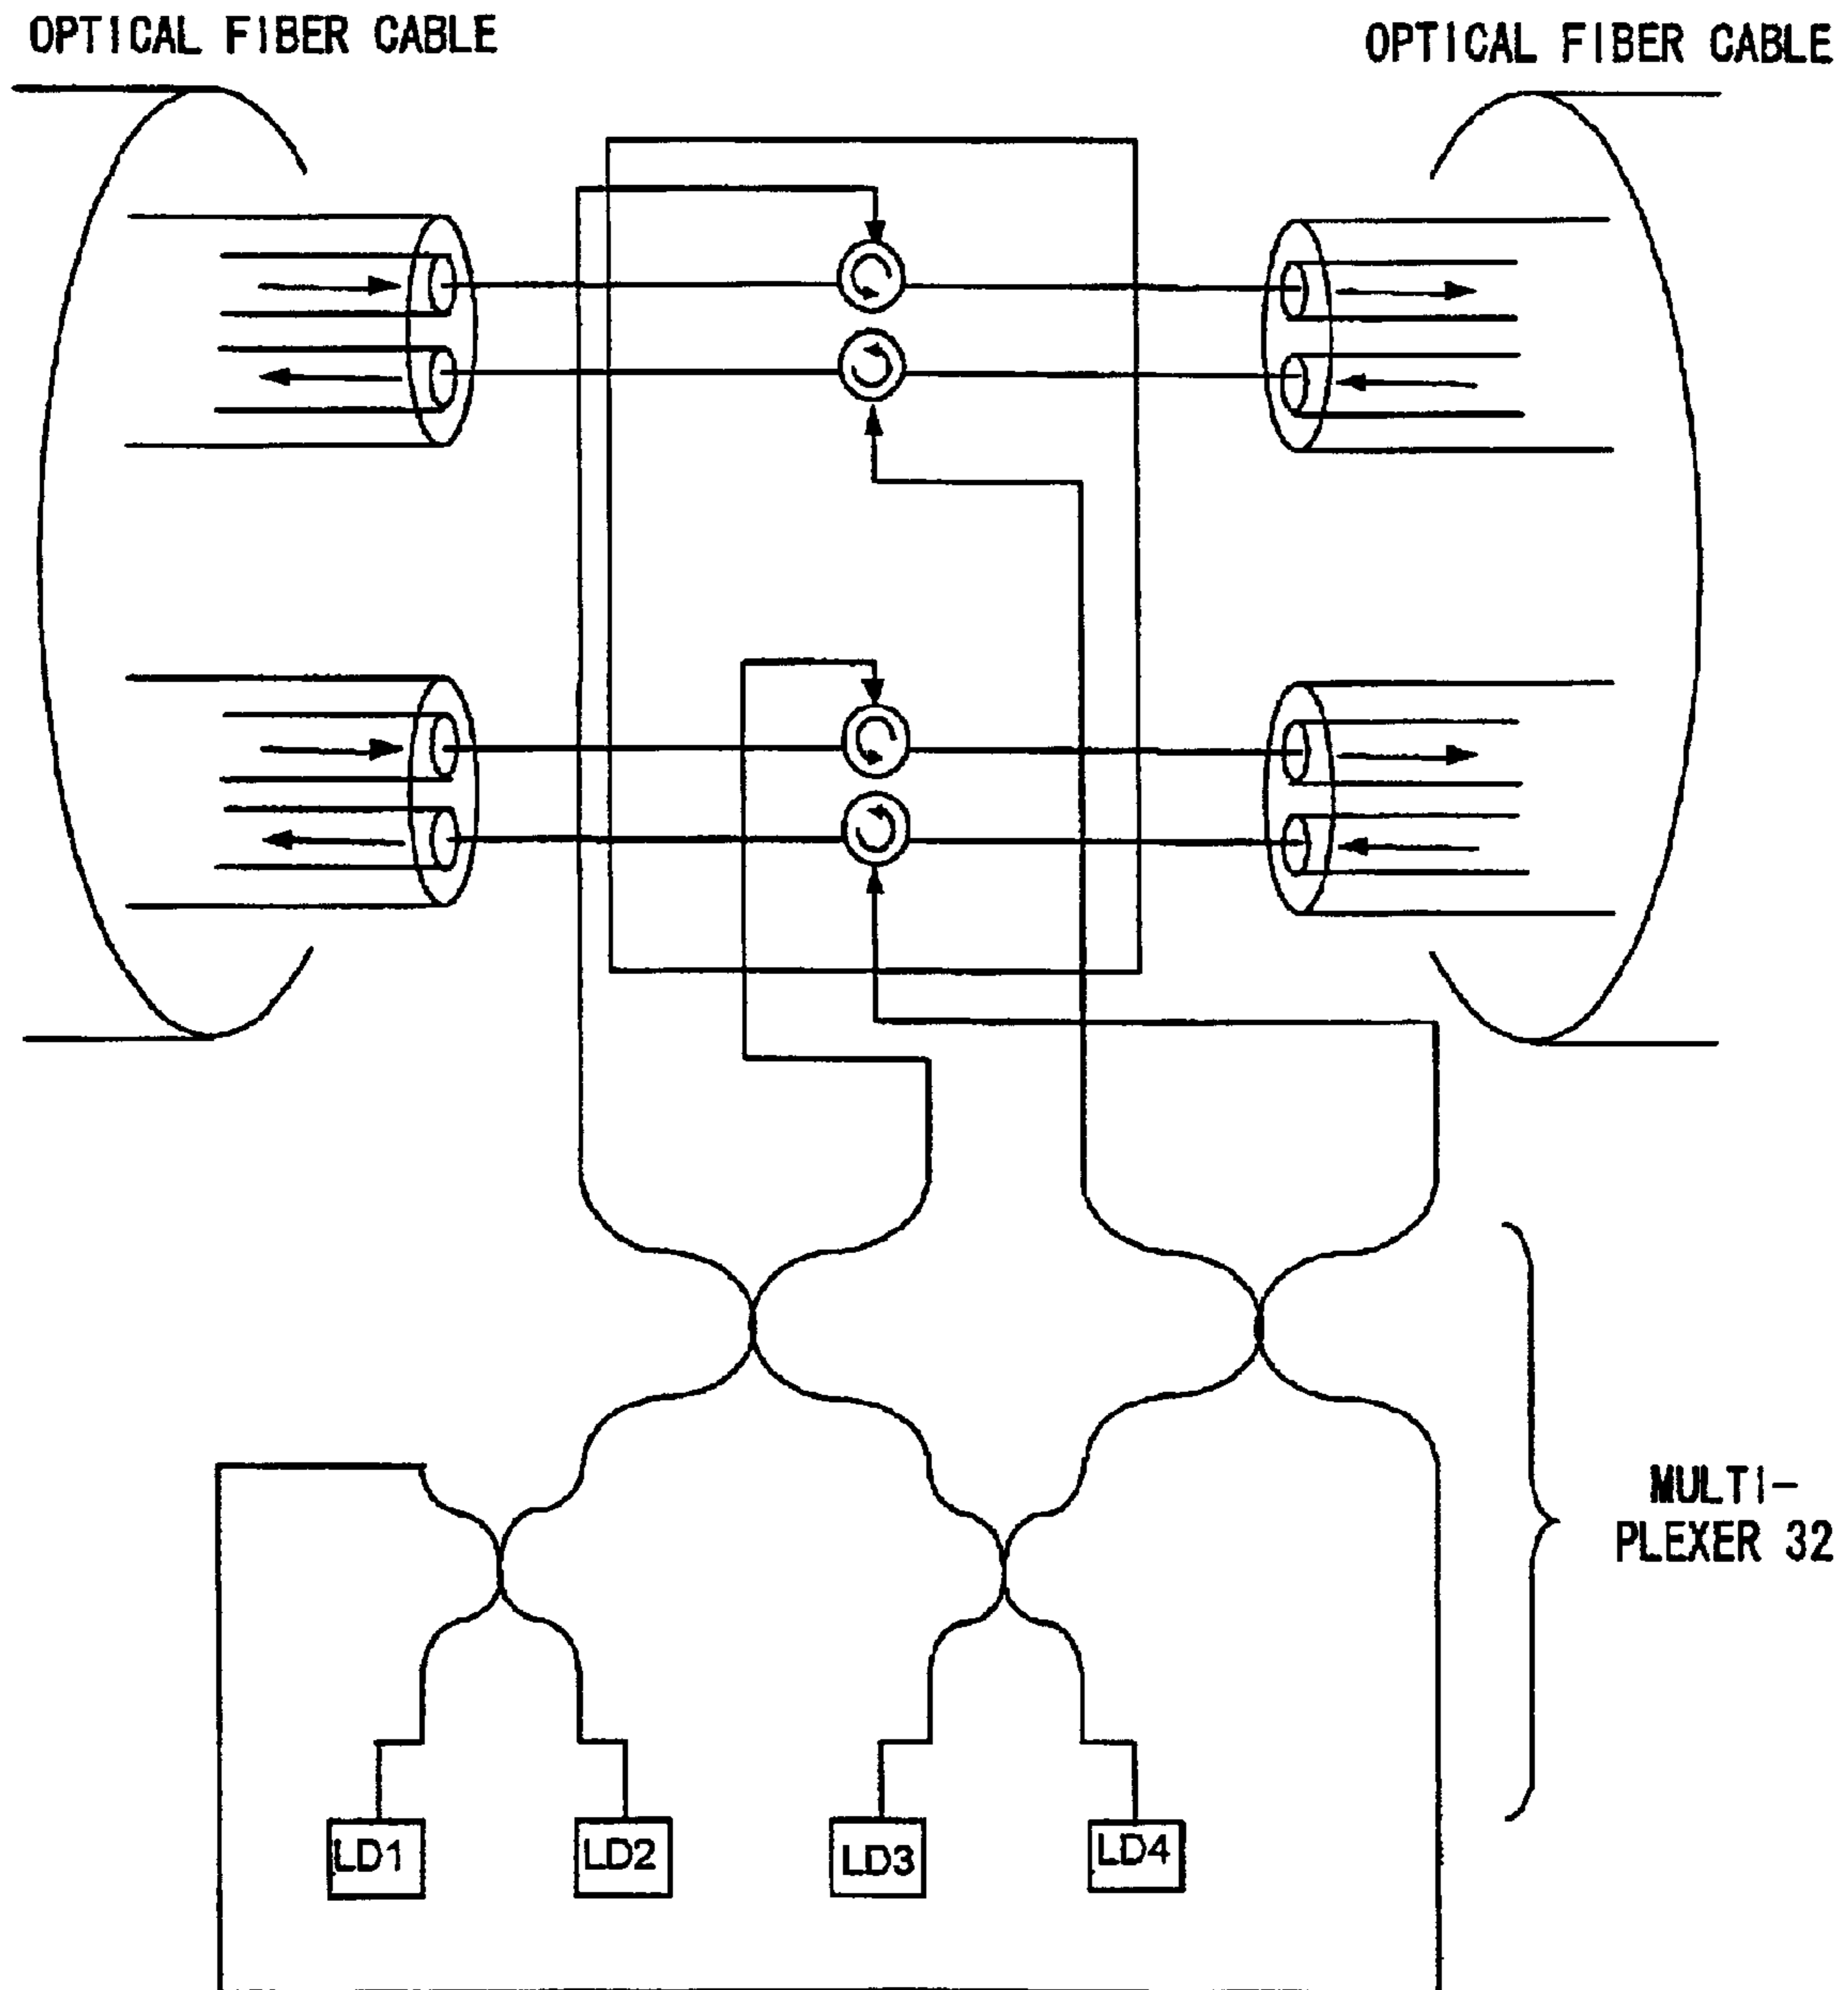 OPTICAL FIBER CABLE
OPTICAL FIBER CABLE
MULTI-
PLEXER 32
LD1
LD2
LD3
LD4